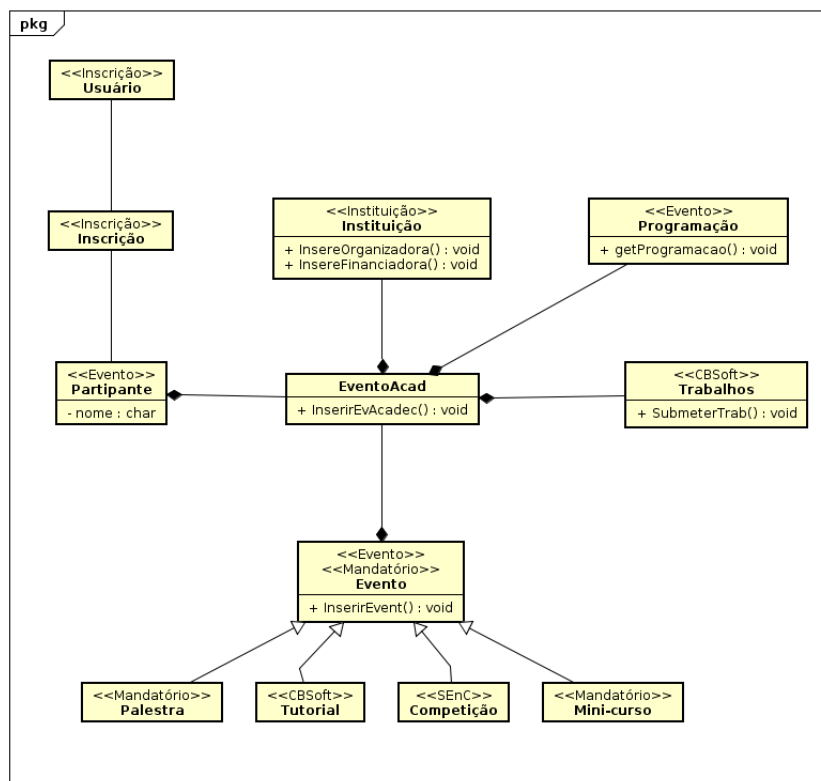 pkg
<<Inscrição>>
Usuário
<<Inscrição>>
Inscrição
<<Instituição>>
Instituição
+ InsereOrganizadora() : void
+ InsereFinanciadora() : void
<<Evento>>
Programação
+ getProgramacao() : void
<<Evento>>
Partipante
- nome : char
EventoAcad
+ InserirEvAcadec() : void
<<CBSoft>>
Trabalhos
+ SubmeterTrab() : void
<<Evento>>
<<Mandatório>>
Evento
+ InserirEvent() : void
<<Mandatório>>
Palestra
<<CBSoft>>
Tutorial
<<SEnC>>
Competição
<<Mandatório>>
Mini-curso